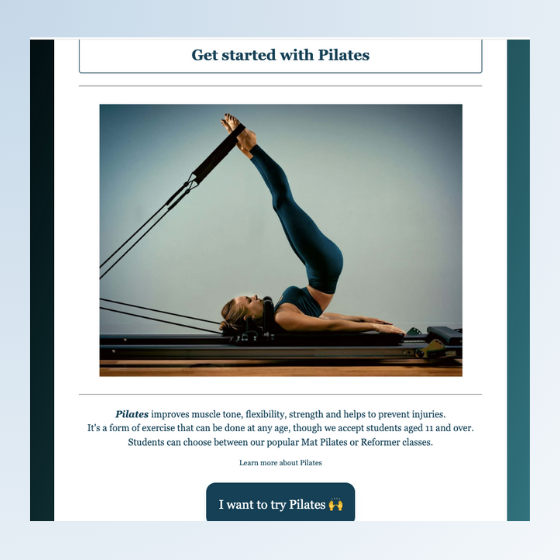 Get started with Pilates
Pilates improves muscle tone, flexibility, strength and helps to prevent injuries.
It's a form of exercise that can be done at any age, though we accept students aged 11 and over.
Students can choose between our popular Mat Pilates or Reformer classes.
Learn more about Pilates
I want to try Pilates 🙌